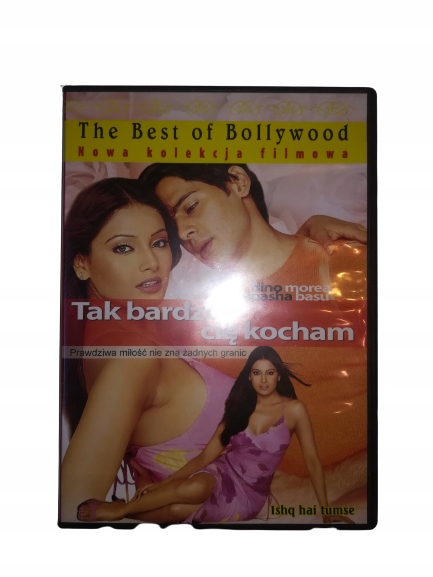 The Best of Bollywood
Nowa kolekcja filmowa
dino morea
basu
Tak
cię kocham
Prawdziwa miłość nie zna żadnych granic
Ishq hai tumse